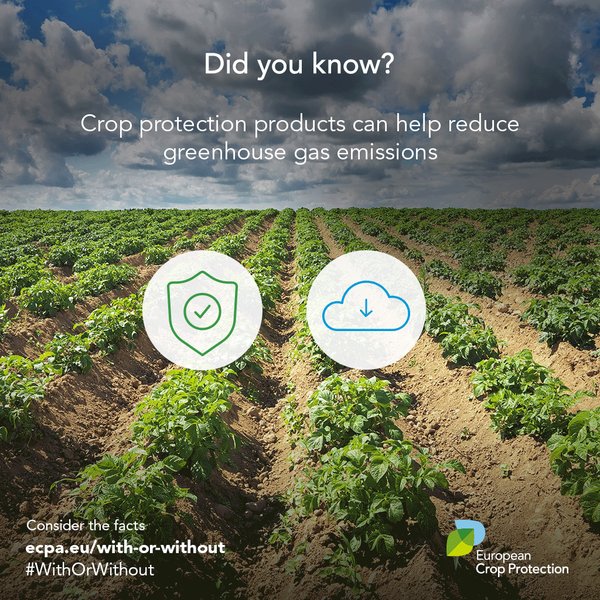 Did you know?
Crop protection products can help reduce
greenhouse gas emissions
Consider the facts
ecpa.eu/with-or-without
#WithOrWithout
European
Crop Protection